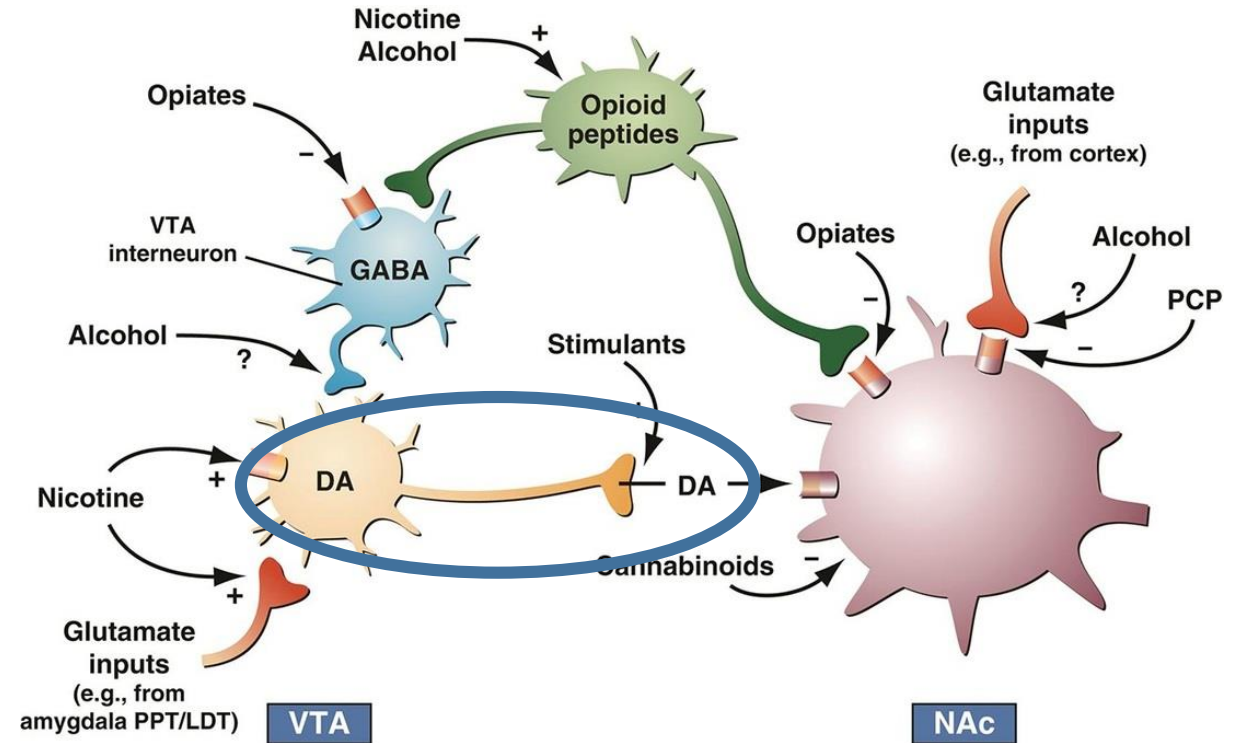 Nicotine
Alcohol
+
Opiates
–
Opioid
peptides
Glutamate
inputs
(e.g., from cortex)
VTA
interneuron
GABA
Opiates
–
Alcohol
?
PCP
–
Alcohol
?
Stimulants
+
Nicotine
+
+
DA
DA
Cannabinoids
–
Glutamate
inputs
(e.g., from
amygdala PPT/LDT)
VTA
NAc